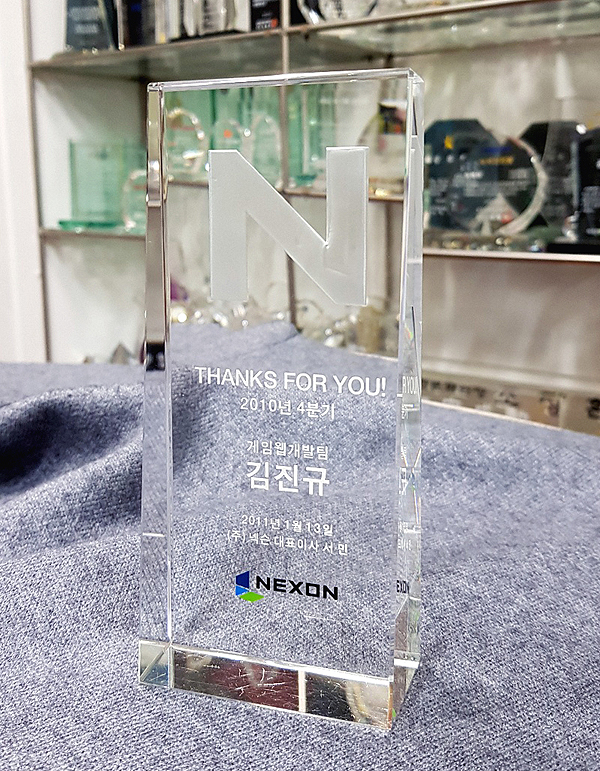 N
THANKS FOR YOU!
2010년 4분기
게임웹개발팀
김진규
2011년 1월 13일
(주) 넥슨 대표이사 서 민
NEXON